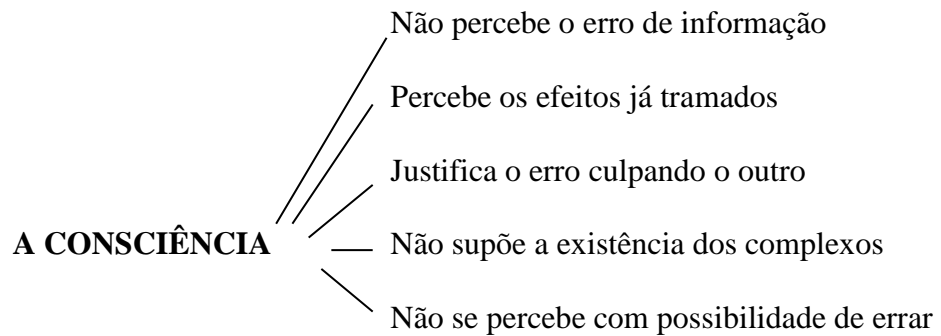 Não percebe o erro de informação
Percebe os efeitos já tramados
Justifica o erro culpando o outro
A CONSCIÊNCIA
Não supõe a existência dos complexos
Não se percebe com possibilidade de errar